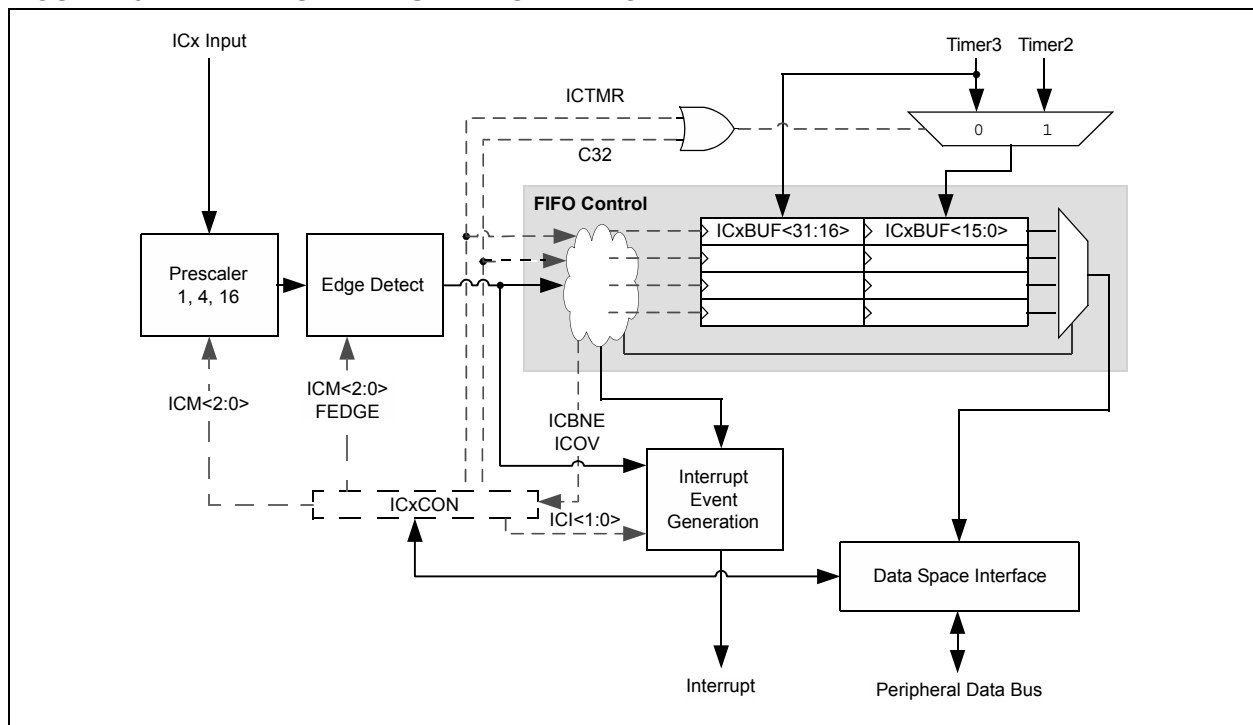 ICx Input
Timer3 Timer2
ICTMR
0 1
C32
FIFO Control
ICxBUF<31:16> ICxBUF<15:0>
Prescaler
1, 4, 16
Edge Detect
ICM<2:0>
ICM<2:0>
FEDGE
ICBNE
ICOV
Interrupt
Event
Generation
ICxCON
ICI<1:0>
Data Space Interface
Interrupt
Peripheral Data Bus